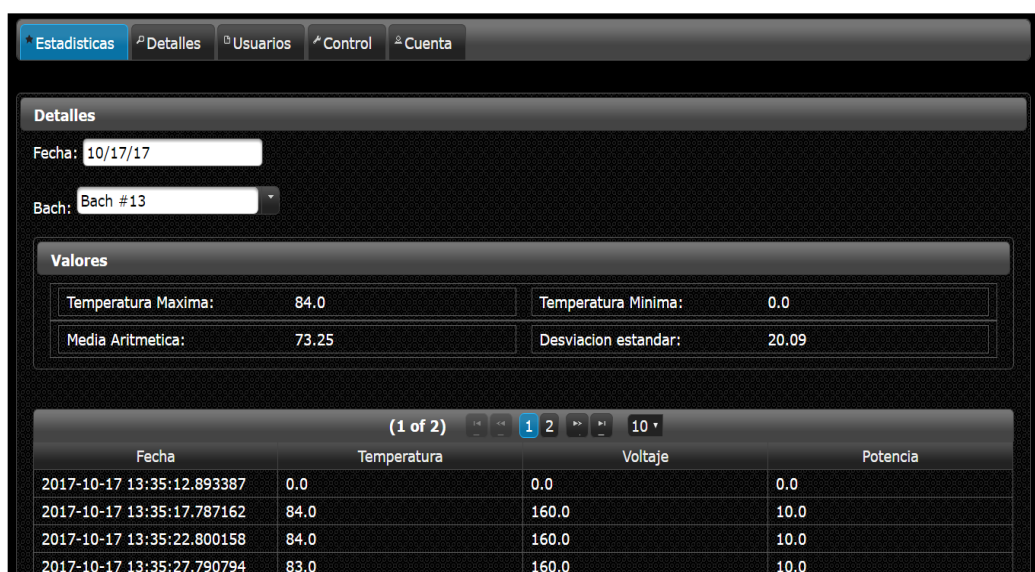 Estadisticas Detalles Usuarios Control Cuenta
Detalles
Fecha: 10/17/17
Bach: Bach #13
Valores
Temperatura Maxima: 84.0 Temperatura Minima: 0.0
Media Aritmetica: 73.25 Desviacion estandar: 20.09
(1 of 2) 1 2 10
Fecha Temperatura Voltaje Potencia
2017-10-17 13:35:12.893387 0.0 0.0 0.0
2017-10-17 13:35:17.787162 84.0 160.0 10.0
2017-10-17 13:35:22.800158 84.0 160.0 10.0
2017-10-17 13:35:27.790794 83.0 160.0 10.0